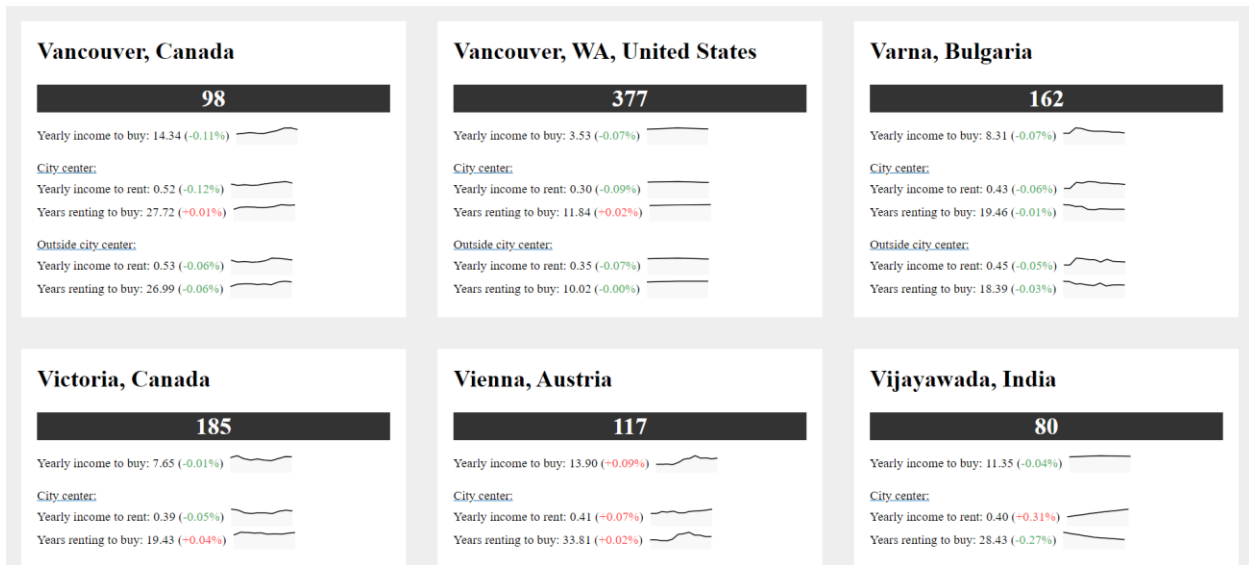 Vancouver, Canada
98
Yearly income to buy: 14.34 (-0.11%)
City center:
Yearly income to rent: 0.52 (-0.12%)
Years renting to buy: 27.72 (+0.01%)
Outside city center:
Yearly income to rent: 0.53 (-0.06%)
Years renting to buy: 26.99 (-0.06%)
Vancouver, WA, United States
377
Yearly income to buy: 3.53 (-0.07%)
City center:
Yearly income to rent: 0.30 (-0.09%)
Years renting to buy: 11.84 (+0.02%)
Outside city center:
Yearly income to rent: 0.35 (-0.07%)
Years renting to buy: 10.02 (-0.00%)
Varna, Bulgaria
162
Yearly income to buy: 8.31 (-0.07%)
City center:
Yearly income to rent: 0.43 (-0.06%)
Years renting to buy: 19.46 (-0.01%)
Outside city center:
Yearly income to rent: 0.45 (-0.05%)
Years renting to buy: 18.39 (-0.03%)
Victoria, Canada
185
Yearly income to buy: 7.65 (-0.01%)
City center:
Yearly income to rent: 0.39 (-0.05%)
Years renting to buy: 19.43 (+0.04%)
Vienna, Austria
117
Yearly income to buy: 13.90 (+0.09%)
City center:
Yearly income to rent: 0.41 (+0.07%)
Years renting to buy: 33.81 (+0.02%)
Vijayawada, India
80
Yearly income to buy: 11.35 (-0.04%)
City center:
Yearly income to rent: 0.40 (+0.31%)
Years renting to buy: 28.43 (-0.27%)